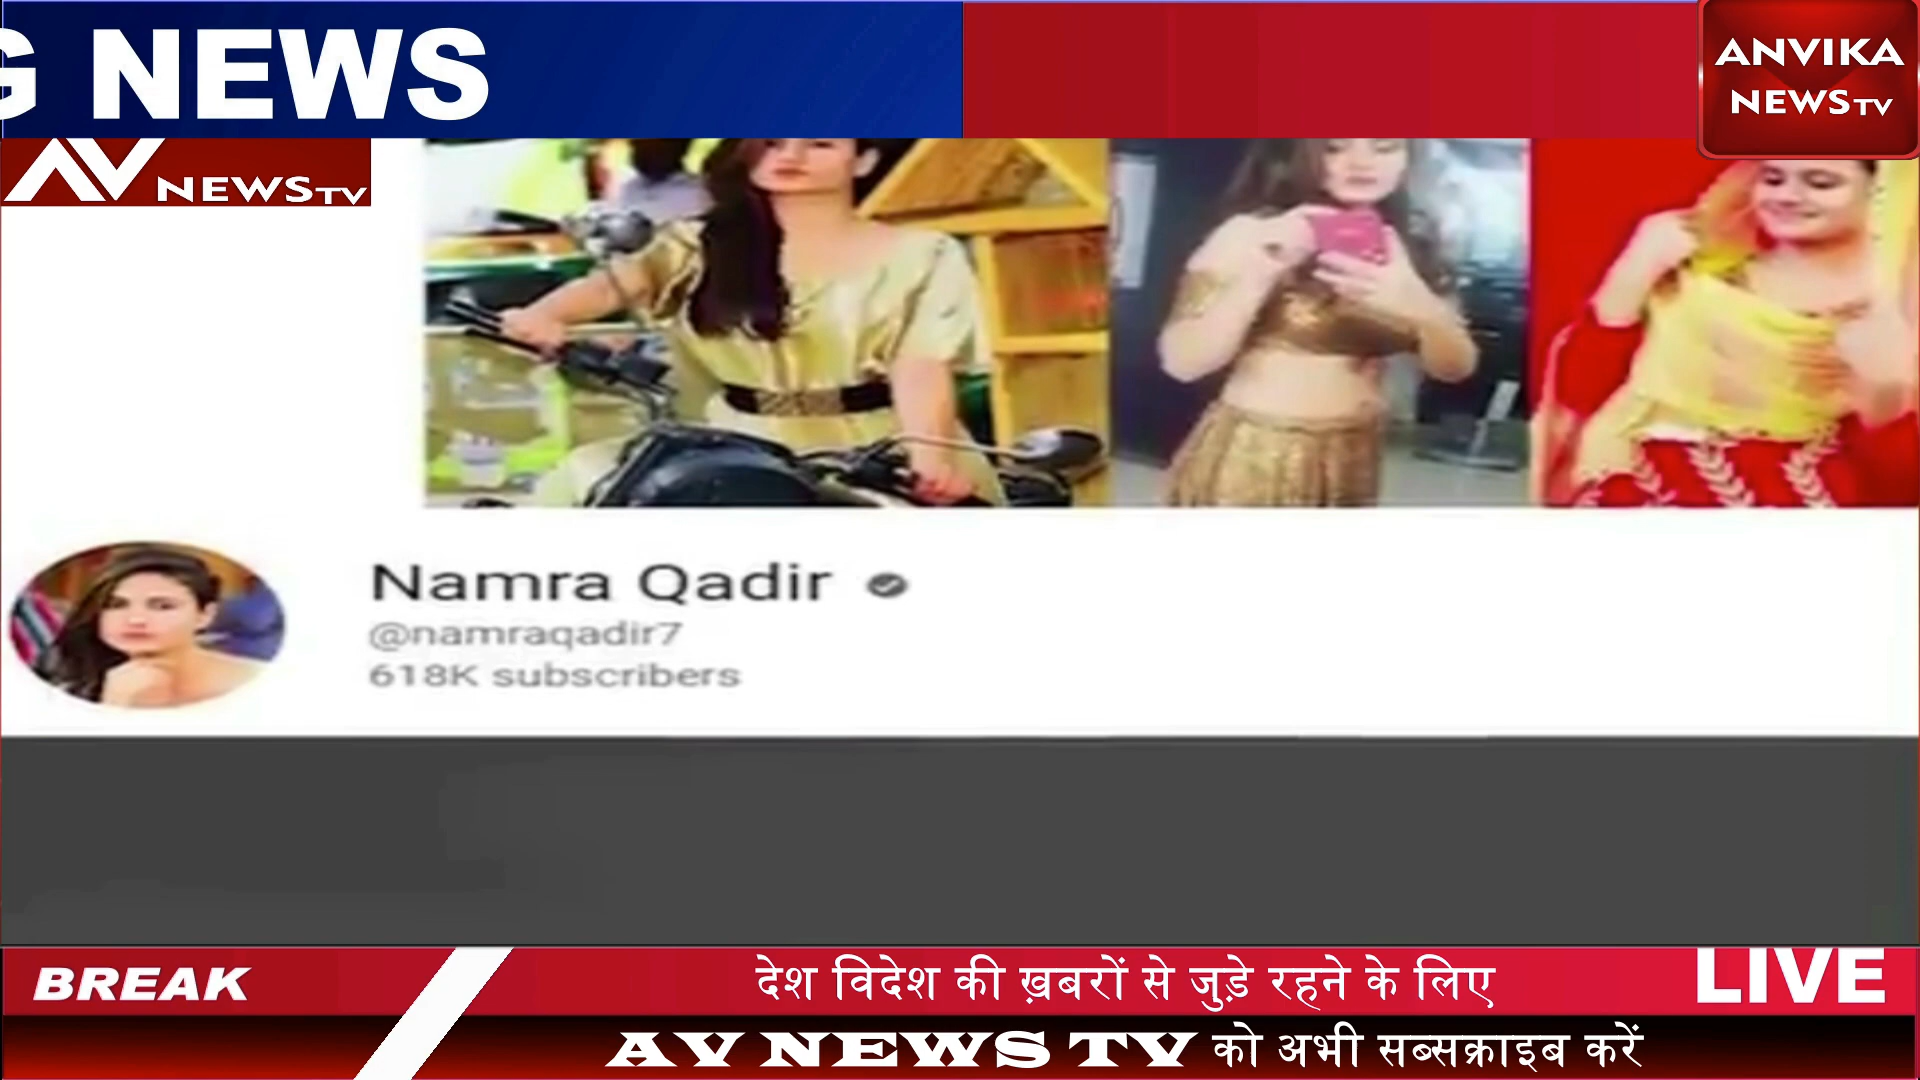 G NEWS
ANVIKA
NEWS TV
AV NEWS TV
Namra Qadir
@namraqadir7
618K subscribers
BREAK
देश विदेश की ख़बरों से जुड़े रहने के लिए
LIVE
AV NEWS TV को अभी सब्सक्राइब करें